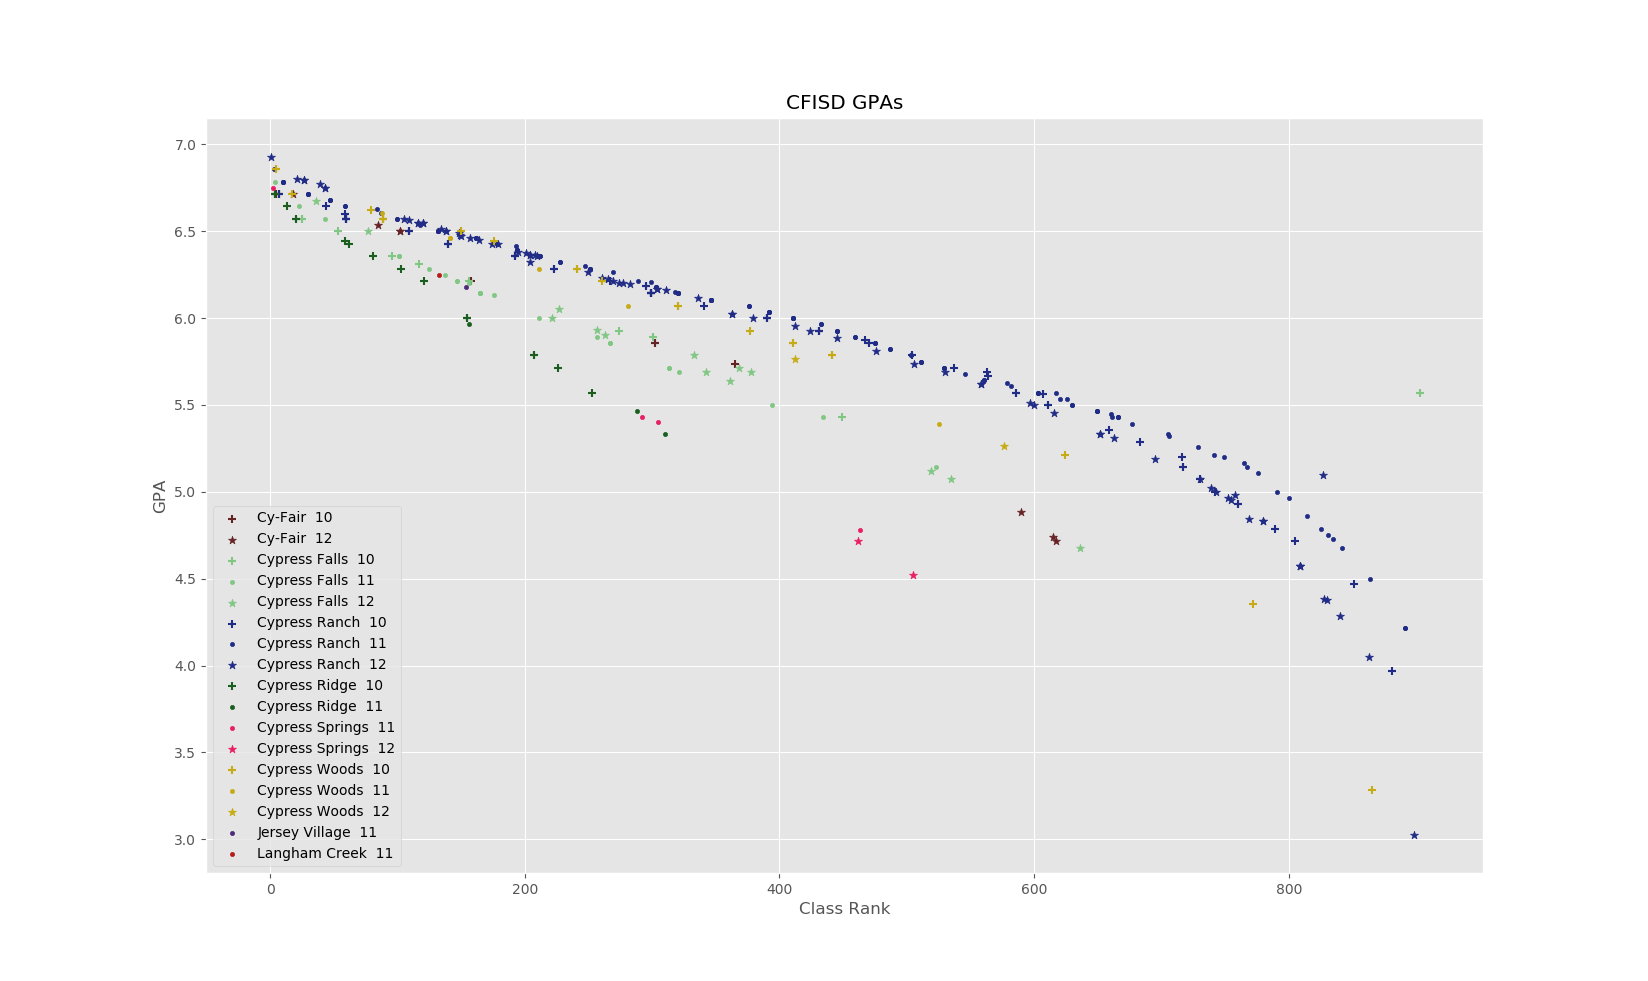 CFISD GPAs
7.0
6.5
6.0
5.5
5.0
4.5
4.0
3.5
3.0
GPA
Cy-Fair 10
Cy-Fair 12
Cypress Falls 10
Cypress Falls 11
Cypress Falls 12
Cypress Ranch 10
Cypress Ranch 11
Cypress Ranch 12
Cypress Ridge 10
Cypress Ridge 11
Cypress Springs 11
Cypress Springs 12
Cypress Woods 10
Cypress Woods 11
Cypress Woods 12
Jersey Village 11
Langham Creek 11
0 200 400 600 800
Class Rank